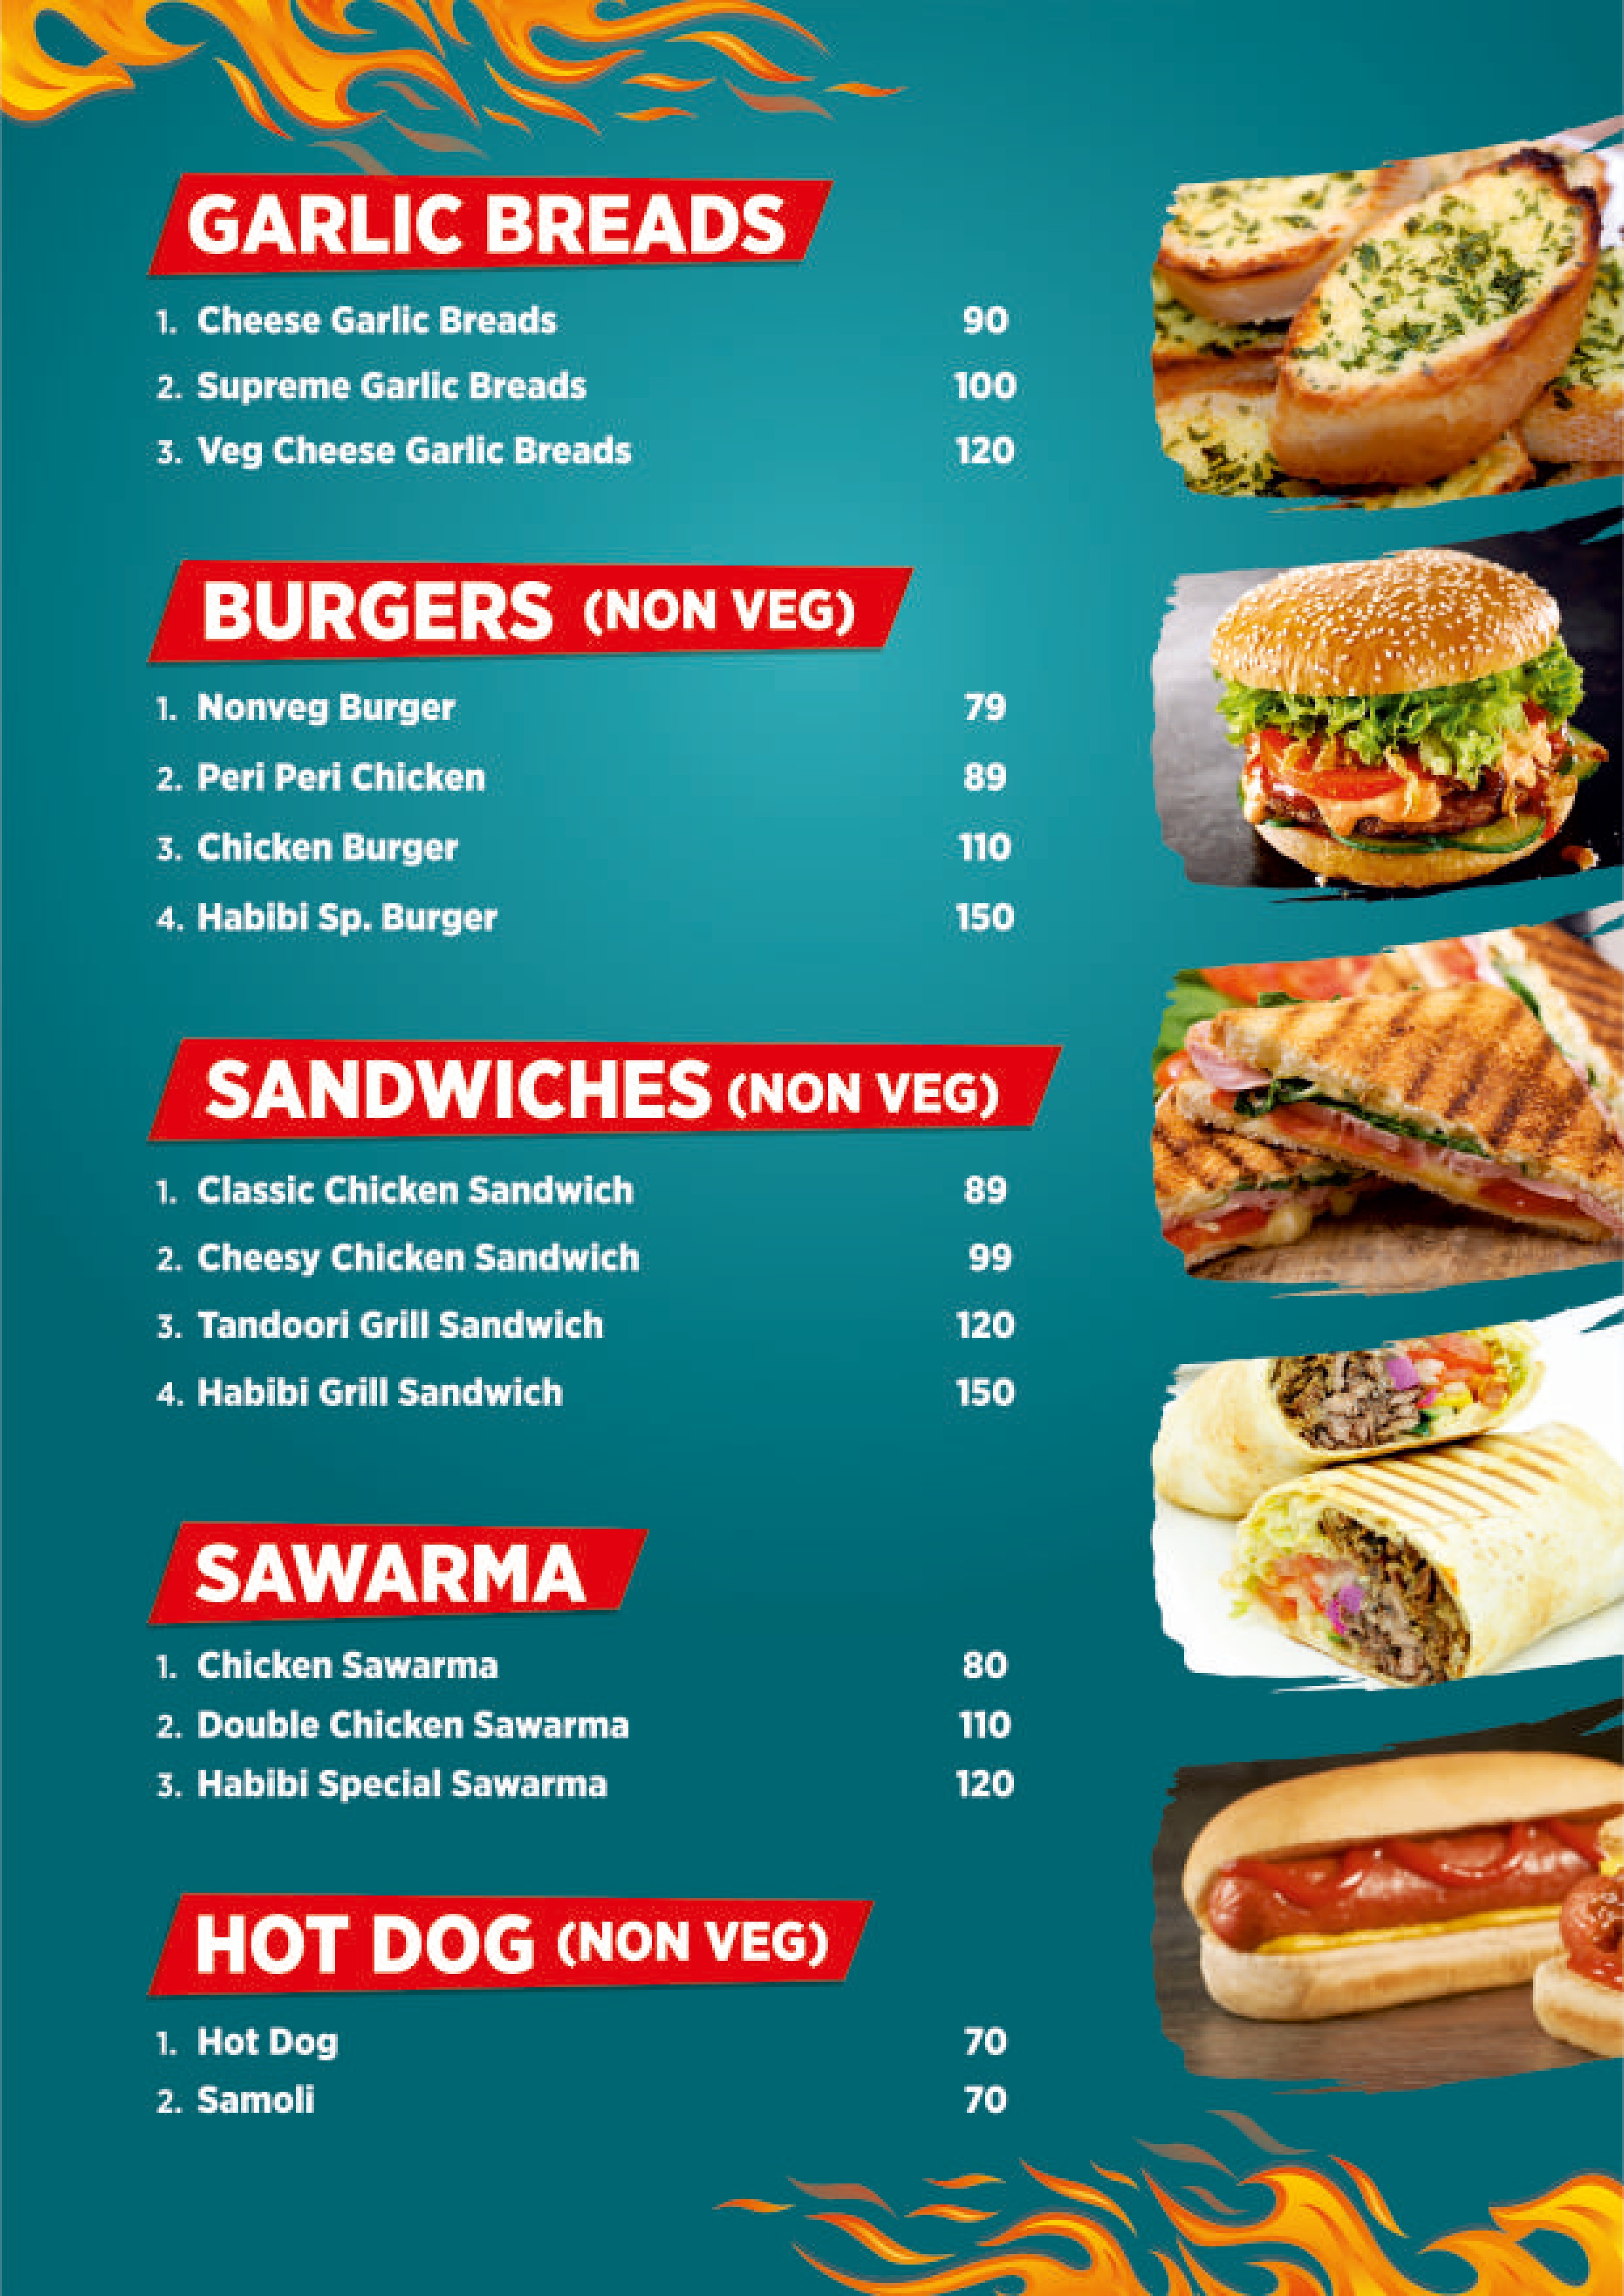 GARLIC BREADS
1. Cheese Garlic Breads 90
2. Supreme Garlic Breads 100
3. Veg Cheese Garlic Breads 120
BURGERS (NON VEG)
1. Nonveg Burger 79
2. Peri Peri Chicken 89
3. Chicken Burger 110
4. Habibi Sp. Burger 150
SANDWICHES (NON VEG)
1. Classic Chicken Sandwich 89
2. Cheesy Chicken Sandwich 99
3. Tandoori Grill Sandwich 120
4. Habibi Grill Sandwich 150
SAWARMA
1. Chicken Sawarma 80
2. Double Chicken Sawarma 110
3. Habibi Special Sawarma 120
HOT DOG (NON VEG)
1. Hot Dog 70
2. Samoli 70